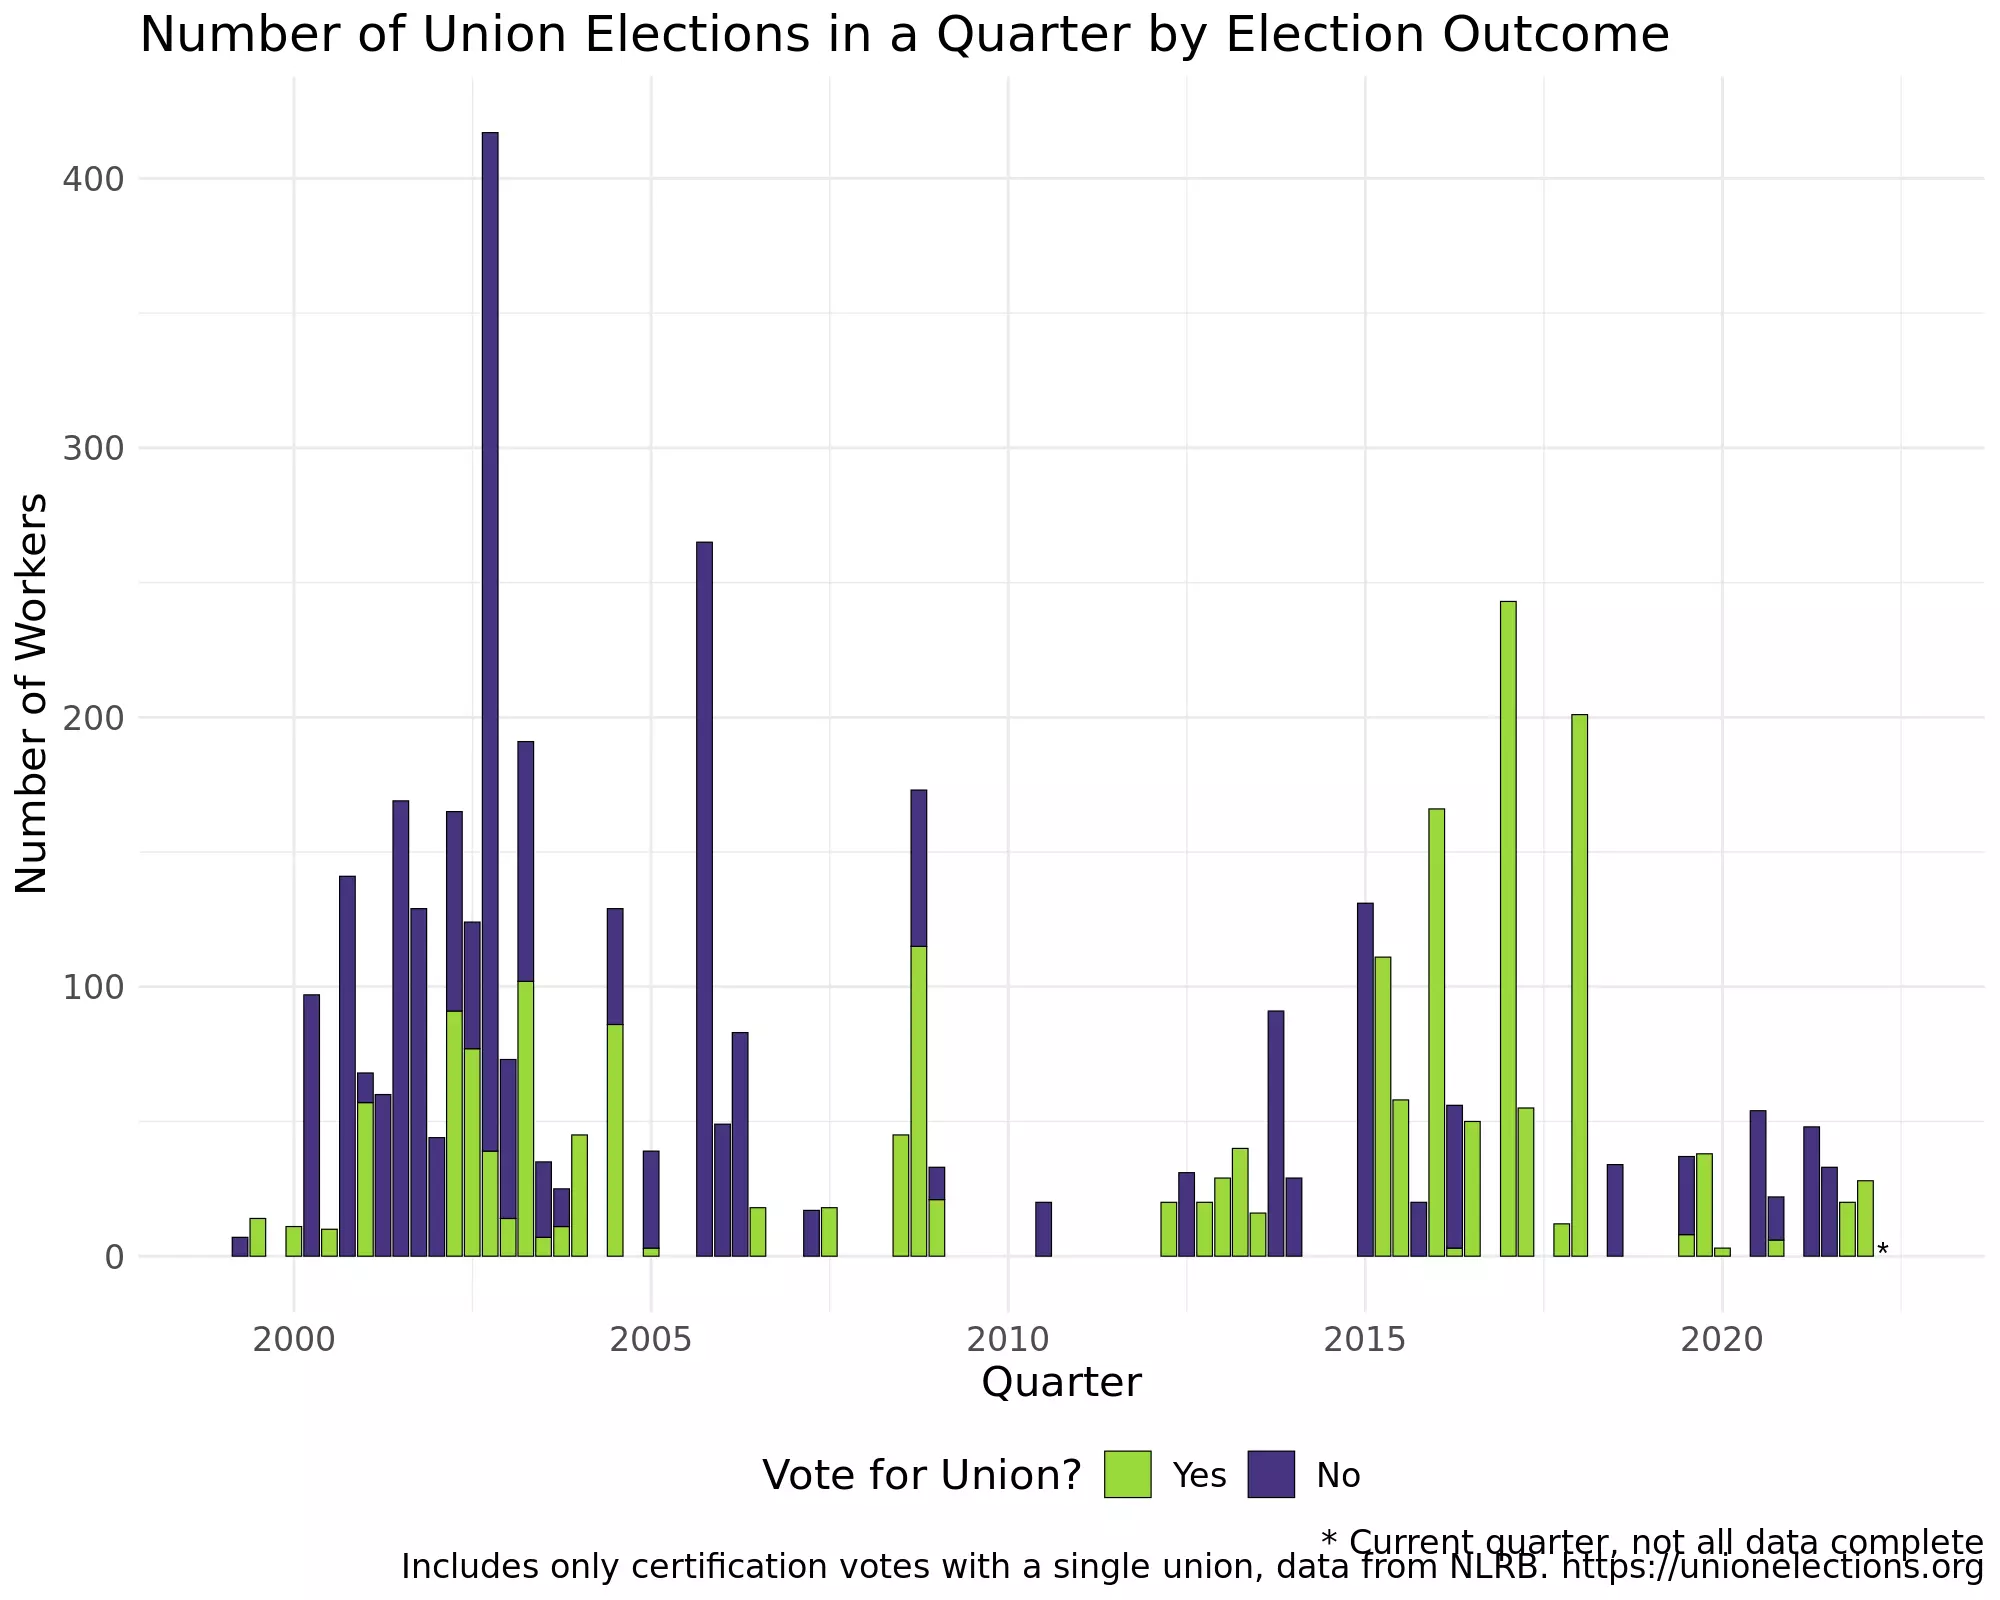 Number of Union Elections in a Quarter by Election Outcome
Number of Workers
400
300
200
100
0
*
2000 2005 2010 2015 2020
Quarter
Vote for Union? Yes No
* Current quarter, not all data complete
Includes only certification votes with a single union, data from NLRB. https://unionelections.org